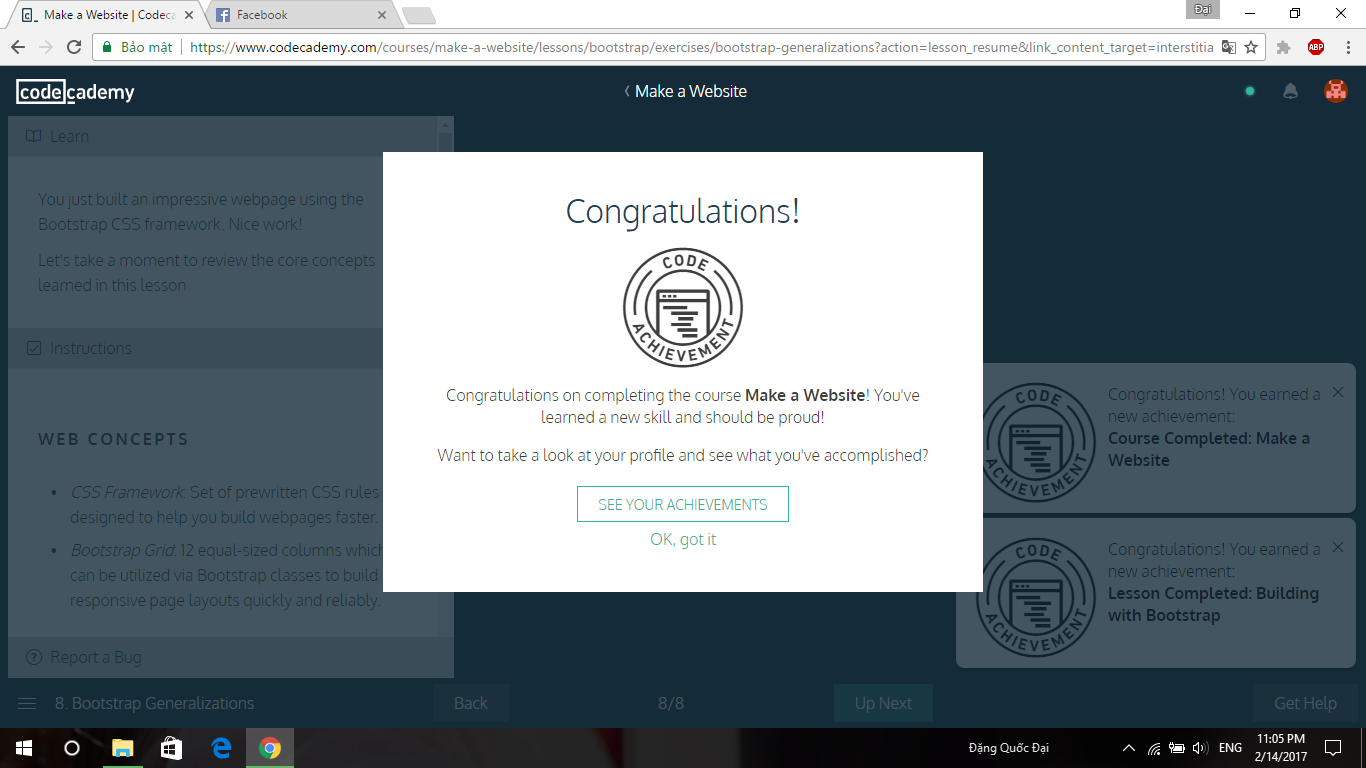 Make a Website | Codeca
Facebook
Đại
Bảo mật
https://www.codecademy.com/courses/make-a-website/lessons/bootstrap/exercises/bootstrap-generalizations?action=lesson_resume&link_content_target=interstitia
ABP
codecademy
Make a Website
Learn
You just built an impressive webpage using the
Bootstrap CSS framework. Nice work!
Let's take a moment to review the core concepts
learned in this lesson
Instructions
WEB CONCEPTS
• CSS Framework: Set of prewritten CSS rules
designed to help you build webpages faster.
• Bootstrap Grid: 12 equal-sized columns which
can be utilized via Bootstrap classes to build
responsive page layouts quickly and reliably.
Report a Bug
Congratulations!
CODE
ACHIEVEMENT
Congratulations on completing the course Make a Website! You've
learned a new skill and should be proud!
Want to take a look at your profile and see what you've accomplished?
SEE YOUR ACHIEVEMENTS
OK, got it
CODE
ACHIEVEMENT
Congratulations! You earned a
new achievement:
Course Completed: Make a
Website
CODE
ACHIEVEMENT
Congratulations! You earned a
new achievement:
Lesson Completed: Building
with Bootstrap
8. Bootstrap Generalizations
Back
8/8
Up Next
Get Help
Đặng Quốc Đại
ENG
11:05 PM
2/14/2017